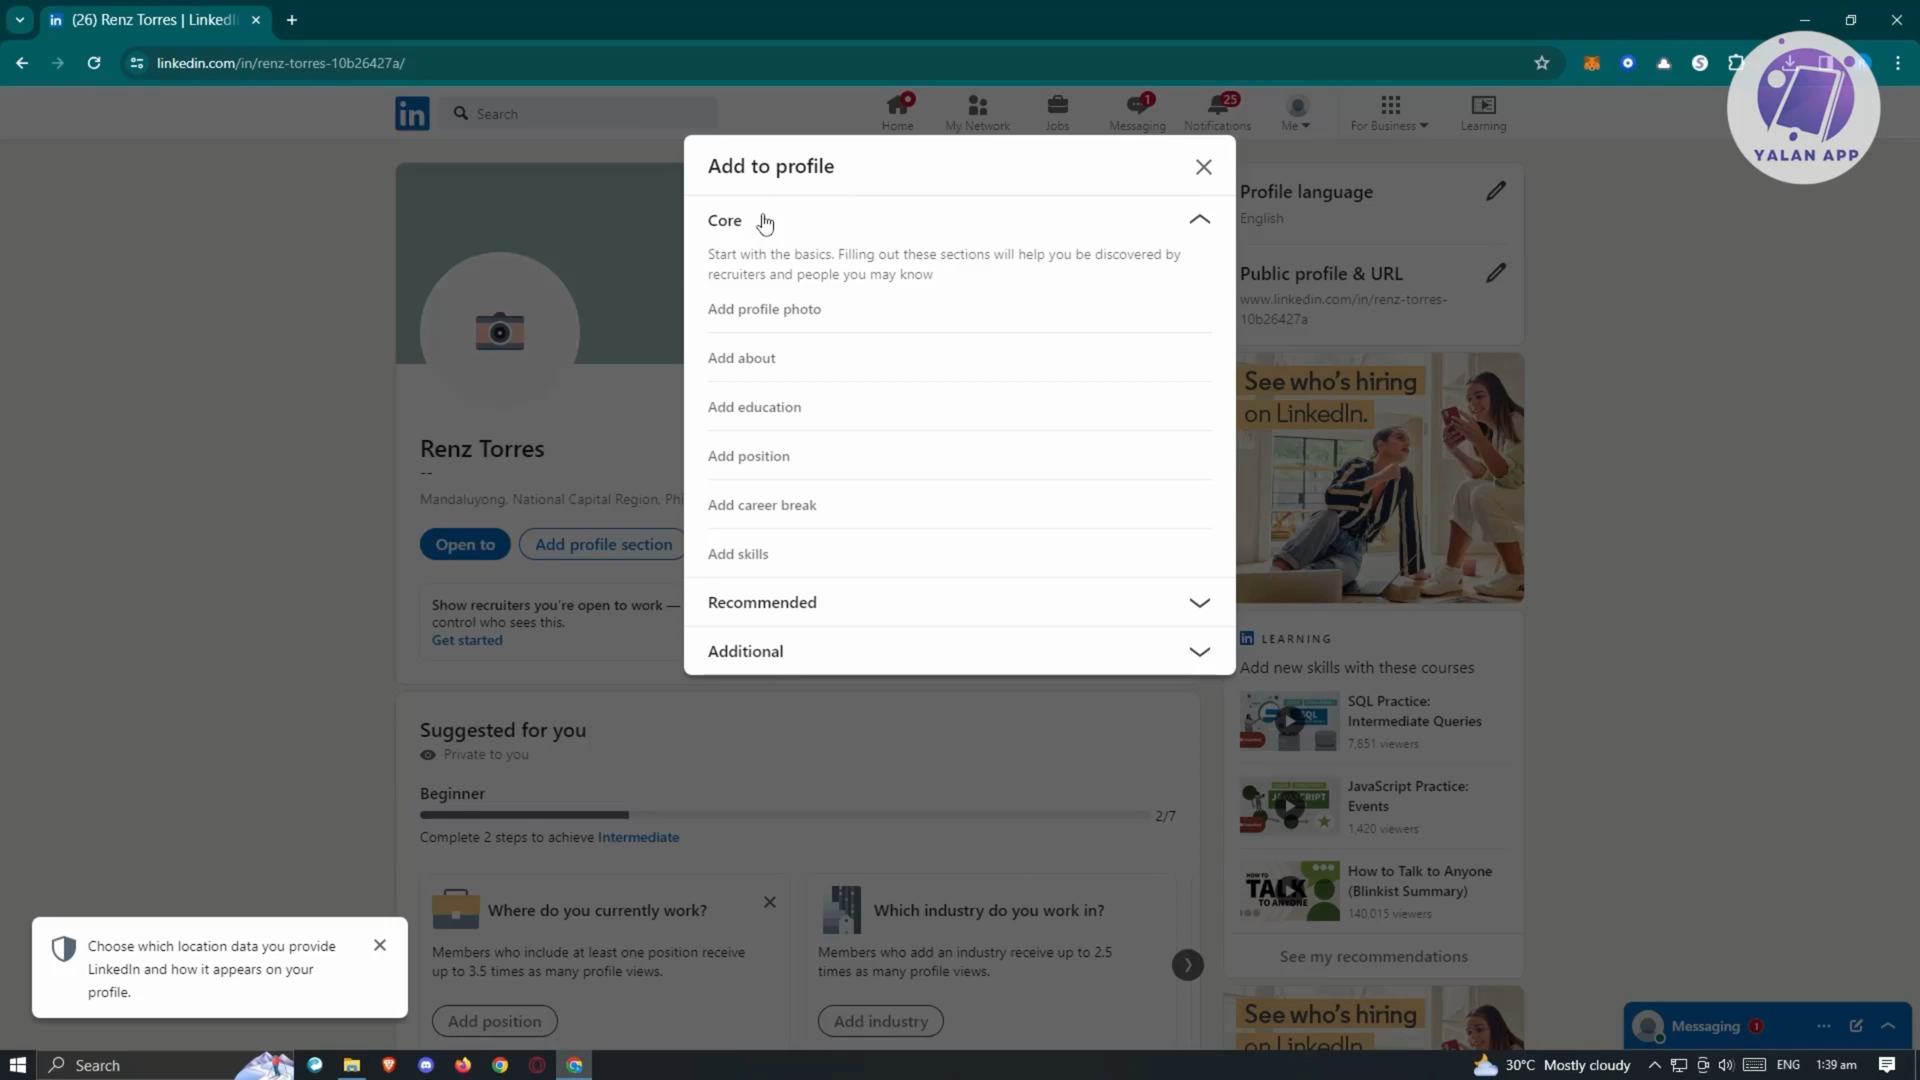 (26) Renz Torres | LinkedI
linkedin.com/in/renz-torres-10b26427a/
YALAN APP
in
Search
Home
My Network
Jobs
1
Messaging
25
Notifications
Me
For Business
Learning
Add to profile
Core
Start with the basics. Filling out these sections will help you be discovered by
recruiters and people you may know
Add profile photo
Add about
Add education
Add position
Add career break
Add skills
Recommended
Additional
Renz Torres
--
Mandaluyong, National Capital Region, Phi
Open to
Add profile section
Show recruiters you're open to work —
control who sees this.
Get started
Suggested for you
Private to you
Beginner
2/7
Complete 2 steps to achieve Intermediate
Where do you currently work?
Members who include at least one position receive
up to 3.5 times as many profile views.
Add position
Which industry do you work in?
Members who add an industry receive up to 2.5
times as many profile views.
Add industry
Profile language
English
Public profile & URL
www.linkedin.com/in/renz-torres-
10b26427a
See who's hiring
on LinkedIn.
in LEARNING
Add new skills with these courses
SQL Practice:
Intermediate Queries
7,851 viewers
JavaScript Practice:
Events
1,420 viewers
How to Talk to Anyone
(Blinkist Summary)
140,015 viewers
See my recommendations
See who's hiring
on LinkedIn
Choose which location data you provide
LinkedIn and how it appears on your
profile.
Messaging 1
Search
30°C Mostly cloudy
ENG
1:39 am